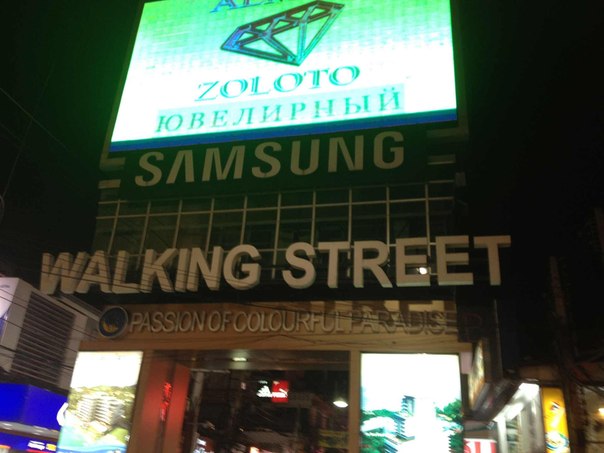 ZOLOTO
ЮВЕЛИРНЫЙ
SAMSUNG
WALKING STREET
PASSION OF COLOURFUL PARADISE